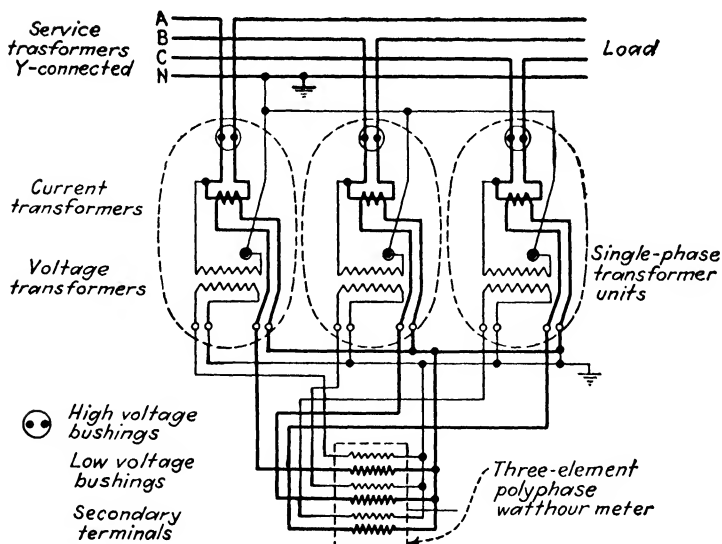 Service
trasformers
Y-connected
A
B
C
N
Load
Current
transformers
Voltage
transformers
Single-phase
transformer
units
High voltage
bushings
Low voltage
bushings
Secondary
terminals
Three-element
polyphase
watthour meter